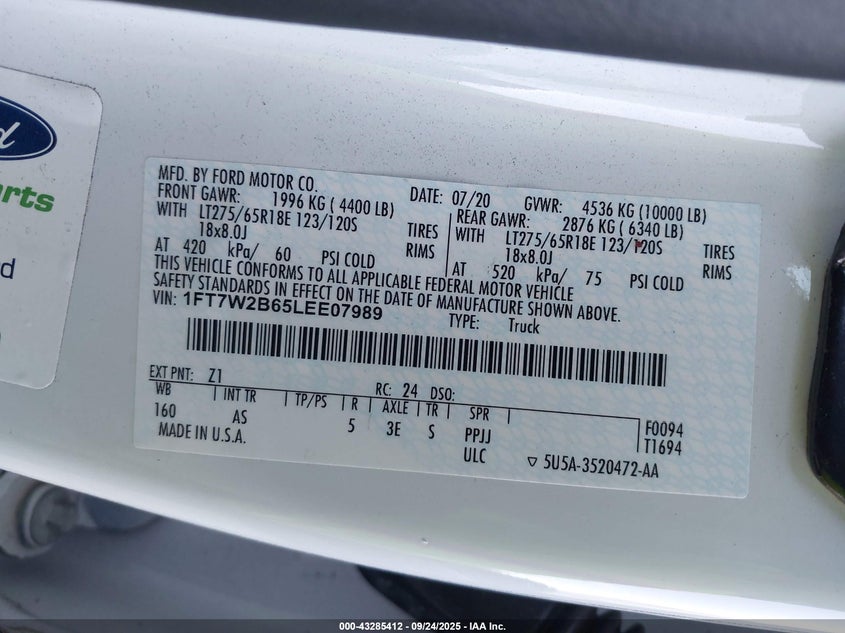 rd
arts
rd
MFD. BY FORD MOTOR CO. DATE: 07/20 GVWR: 4536 KG (10000 LB)
FRONT GAWR: 1996 KG ( 4400 LB) REAR GAWR: 2876 KG ( 6340 LB)
WITH LT275/65R18E 123/120S TIRES WITH LT275/65R18E 123/120S TIRES
18x8.0J RIMS 18x8.0J RIMS
AT 420 kPa/ 60 PSI COLD AT 520 kPa/ 75 PSI COLD
THIS VEHICLE CONFORMS TO ALL APPLICABLE FEDERAL MOTOR VEHICLE
SAFETY STANDARDS IN EFFECT ON THE DATE OF MANUFACTURE SHOWN ABOVE.
VIN: 1FT7W2B65LEE07989 TYPE: Truck
EXT PNT: Z1 RC: 24 DSO:
WB INT TR TP/PS R AXLE TR SPR
160 AS 5 3E S PPJJ F0094
MADE IN U.S.A. ULC T1694
5U5A-3520472-AA
000-43285412 - 09/24/2025 - IAA Inc.